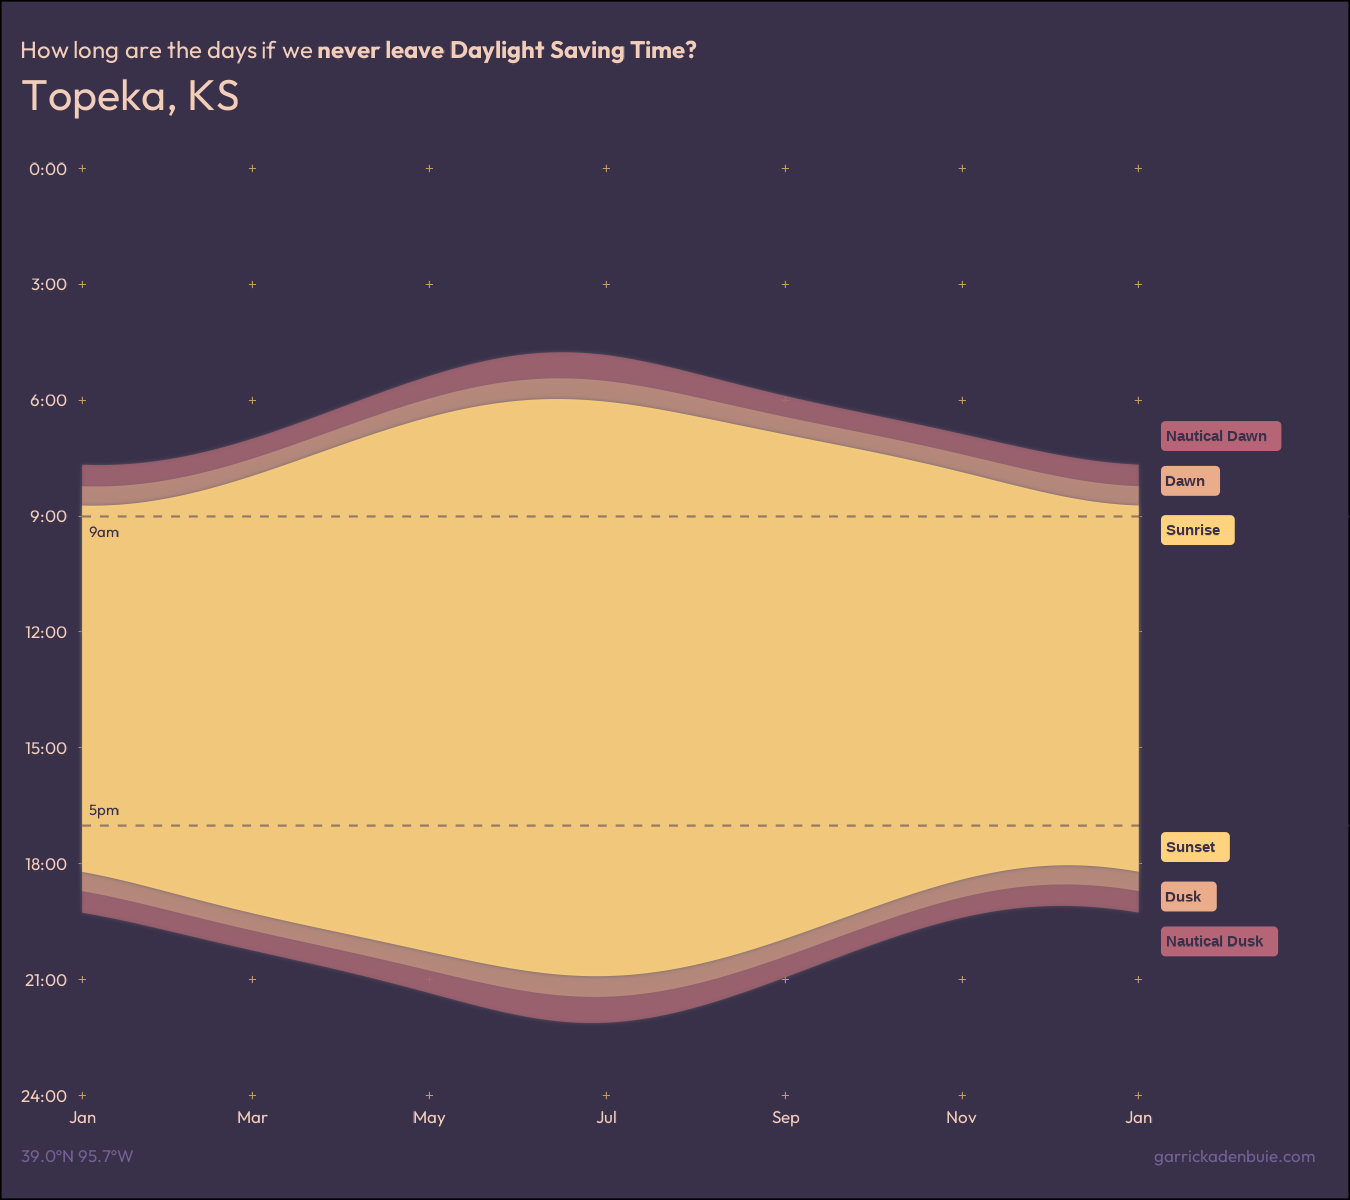 How long are the days if we never leave Daylight Saving Time?
Topeka, KS
0:00
3:00
6:00
Nautical Dawn
Dawn
9:00
9am
Sunrise
12:00
15:00
5pm
Sunset
18:00
Dusk
Nautical Dusk
21:00
24:00
Jan Mar May Jul Sep Nov Jan
39.0°N 95.7°W garrickadenbuie.com